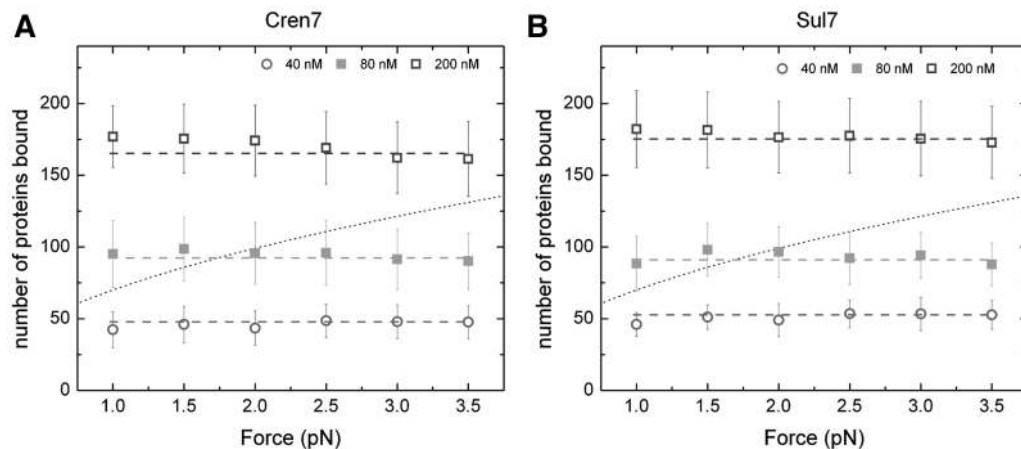 A
Cren7
40 nM 80 nM 200 nM
200
150
100
50
0
number of proteins bound
1.0 1.5 2.0 2.5 3.0 3.5
Force (pN)
B
Sul7
40 nM 80 nM 200 nM
200
150
100
50
0
number of proteins bound
1.0 1.5 2.0 2.5 3.0 3.5
Force (pN)